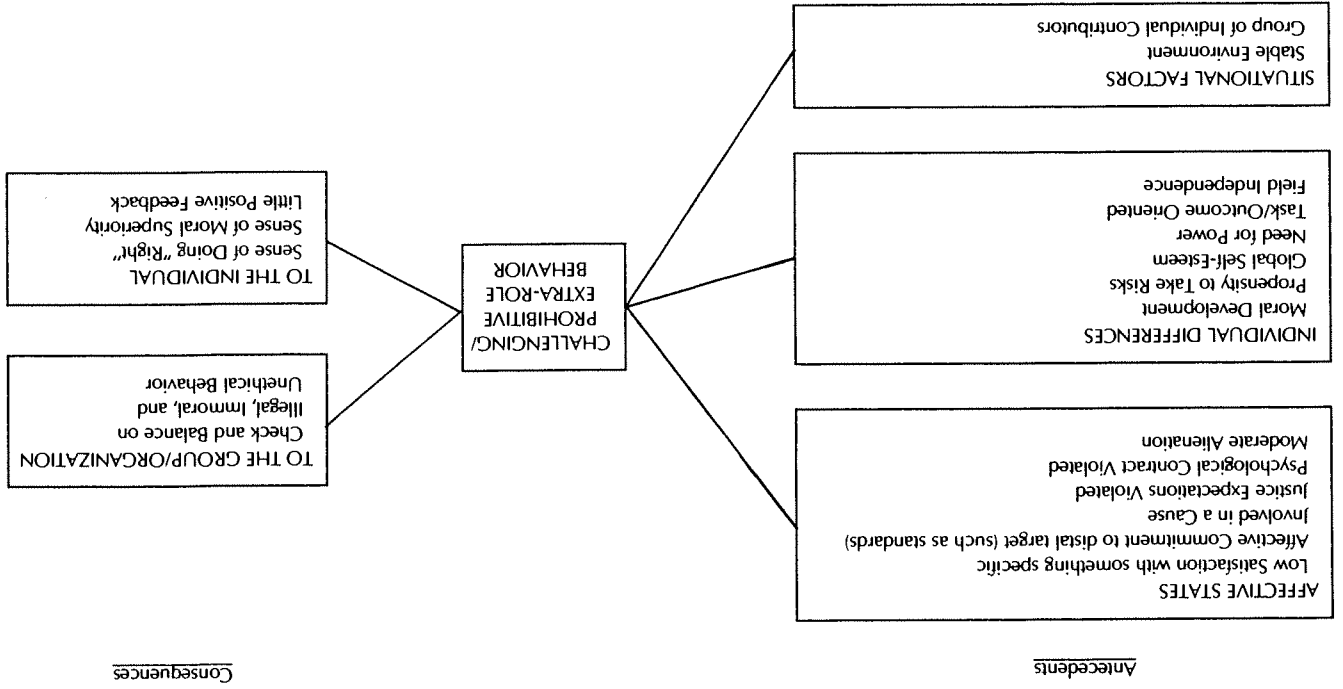 Antecedents
Consequences
AFFECTIVE STATES
Low Satisfaction with something specific
Affective Commitment to distal target (such as standards)
Involved in a Cause
Justice Expectations Violated
Psychological Contract Violated
Moderate Alienation
INDIVIDUAL DIFFERENCES
Moral Development
Propensity to Take Risks
Global Self-Esteem
Need for Power
Task/Outcome Oriented
Field Independence
SITUATIONAL FACTORS
Stable Environment
Group of Individual Contributors
CHALLENGING/
PROHIBITIVE
EXTRA-ROLE
BEHAVIOR
TO THE GROUP/ORGANIZATION
Check and Balance on
Illegal, Immoral, and
Unethical Behavior
TO THE INDIVIDUAL
Sense of Doing "Right"
Sense of Moral Superiority
Little Positive Feedback